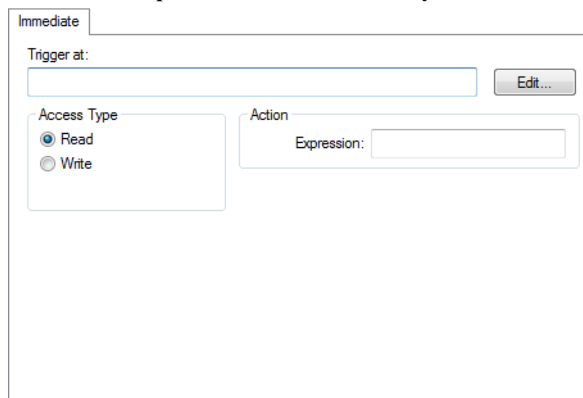 Immediate
Trigger at:
Edit...
Access Type
Action
Read
Expression:
Write